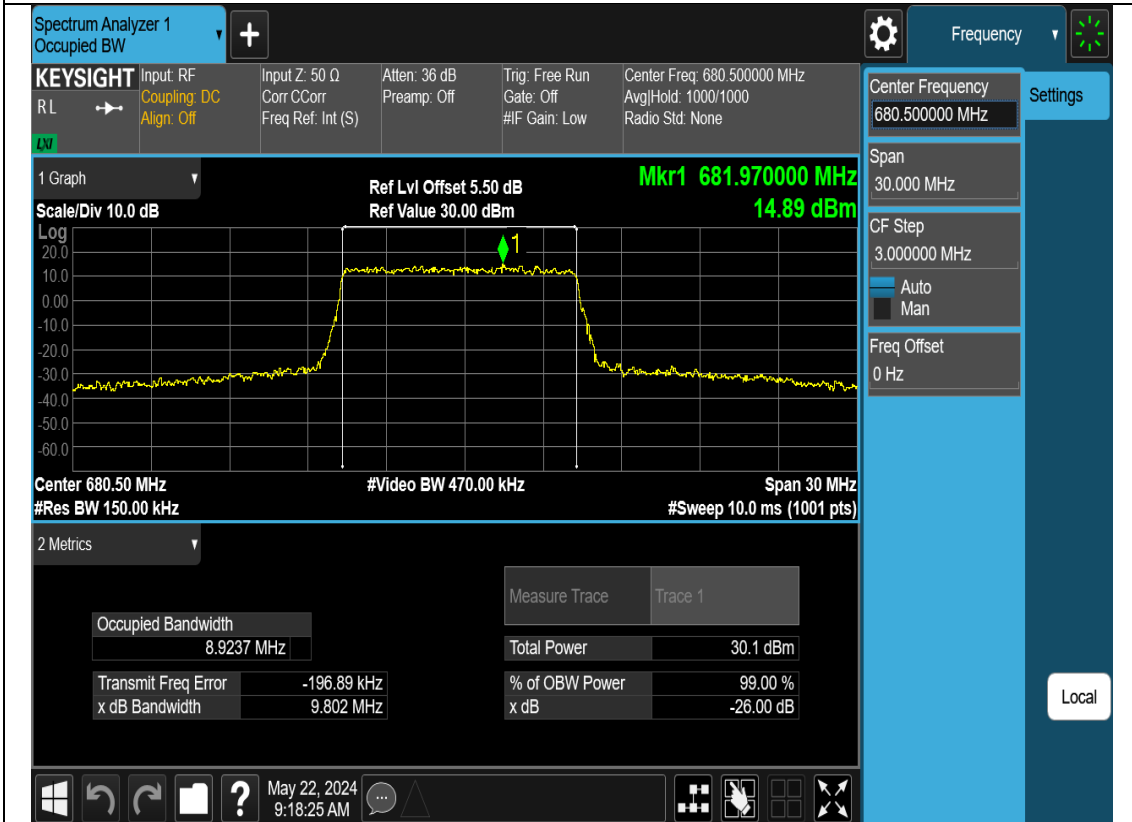 Spectrum Analyzer 1
Occupied BW
Frequency
KEYSIGHT
RL
LXI
Input: RF
Coupling: DC
Align: Off
Input Z: 50 Ω
Corr CCorr
Freq Ref: Int (S)
Atten: 36 dB
Preamp: Off
Trig: Free Run
Gate: Off
#IF Gain: Low
Center Freq: 680.500000 MHz
Avg|Hold: 1000/1000
Radio Std: None
Center Frequency
680.500000 MHz
Settings
Span
30.000 MHz
CF Step
3.000000 MHz
Auto
Man
Freq Offset
0 Hz
Local
1 Graph
Scale/Div 10.0 dB
Ref Lvl Offset 5.50 dB
Ref Value 30.00 dBm
Mkr1 681.970000 MHz
14.89 dBm
Log
1
20.0
10.0
0.00
-10.0
-20.0
-30.0
-40.0
-50.0
-60.0
Center 680.50 MHz
#Res BW 150.00 kHz
#Video BW 470.00 kHz
Span 30 MHz
#Sweep 10.0 ms (1001 pts)
2 Metrics
Measure Trace Trace 1
Occupied Bandwidth
8.9237 MHz
Total Power 30.1 dBm
Transmit Freq Error -196.89 kHz
% of OBW Power 99.00 %
x dB Bandwidth 9.802 MHz
x dB -26.00 dB
May 22, 2024
9:18:25 AM